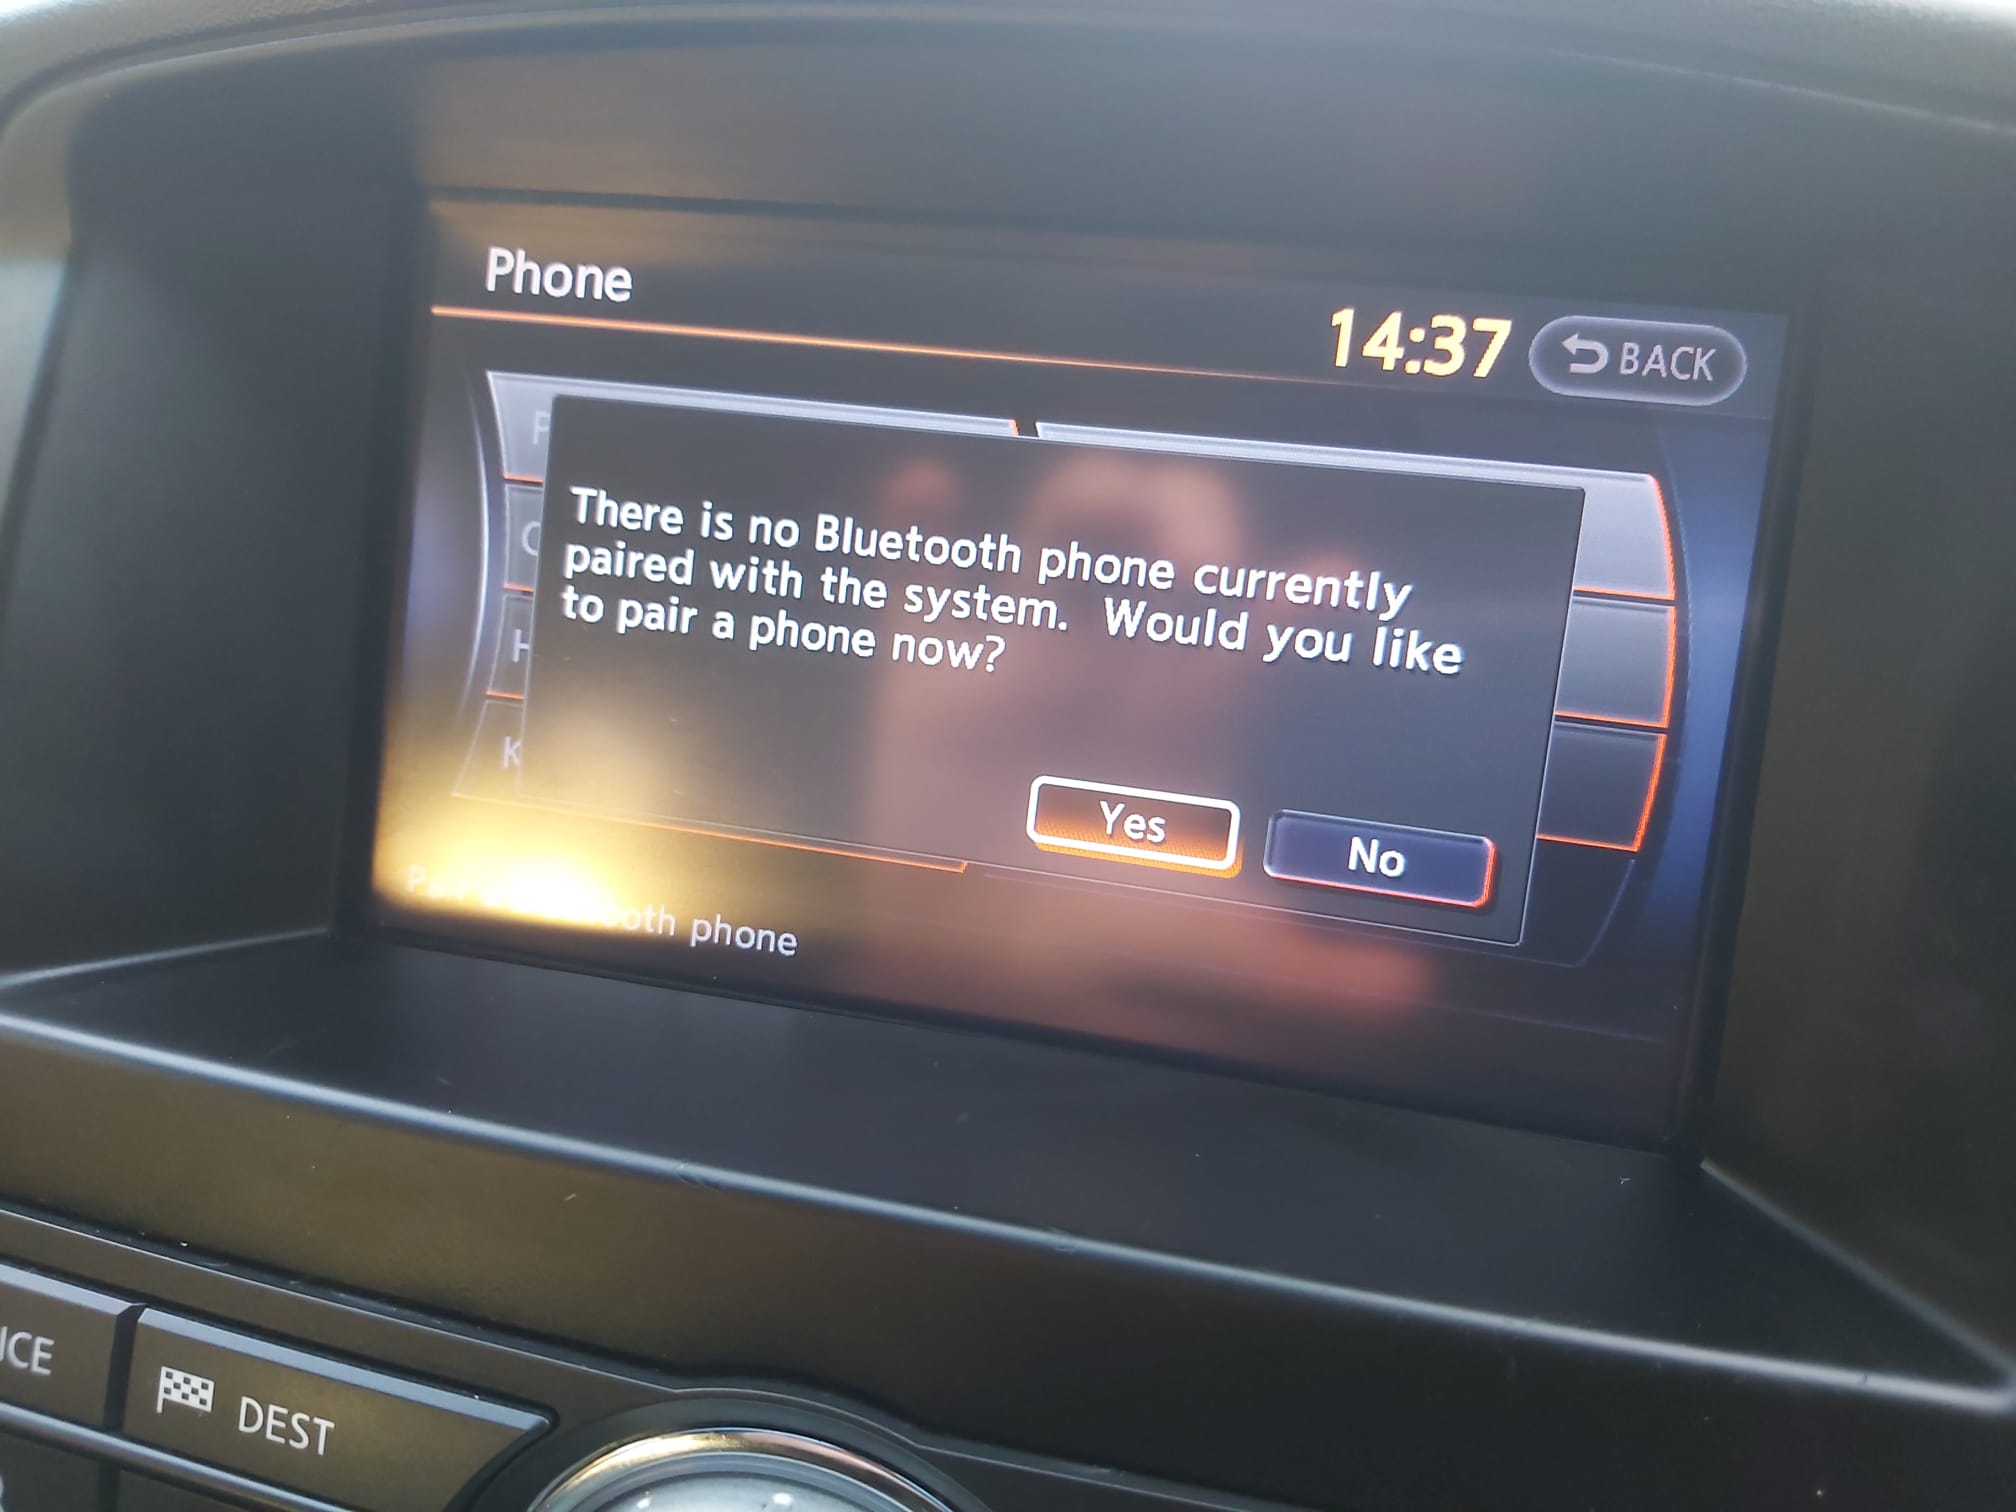 Phone
14:37 BACK
P
There is no Bluetooth phone currently
paired with the system.  Would you like
to pair a phone now?
H
K
Yes
No
phone
DEST